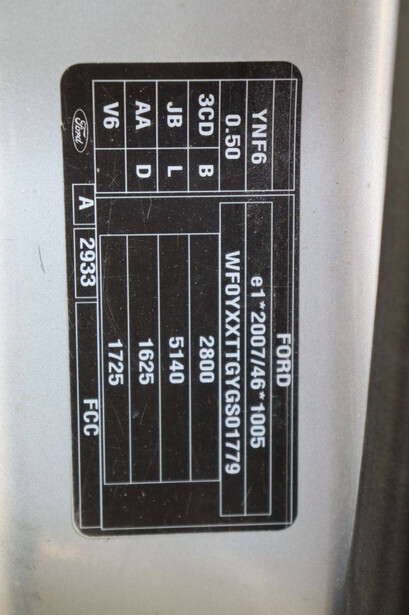 FORD
YNF6 e1*2007/46*1005
0.50 WF0YXXTTGYGS01779
3CD B 2800
JB L 5140
AA D 1625
V6 1725
Ford A 2933 FCC